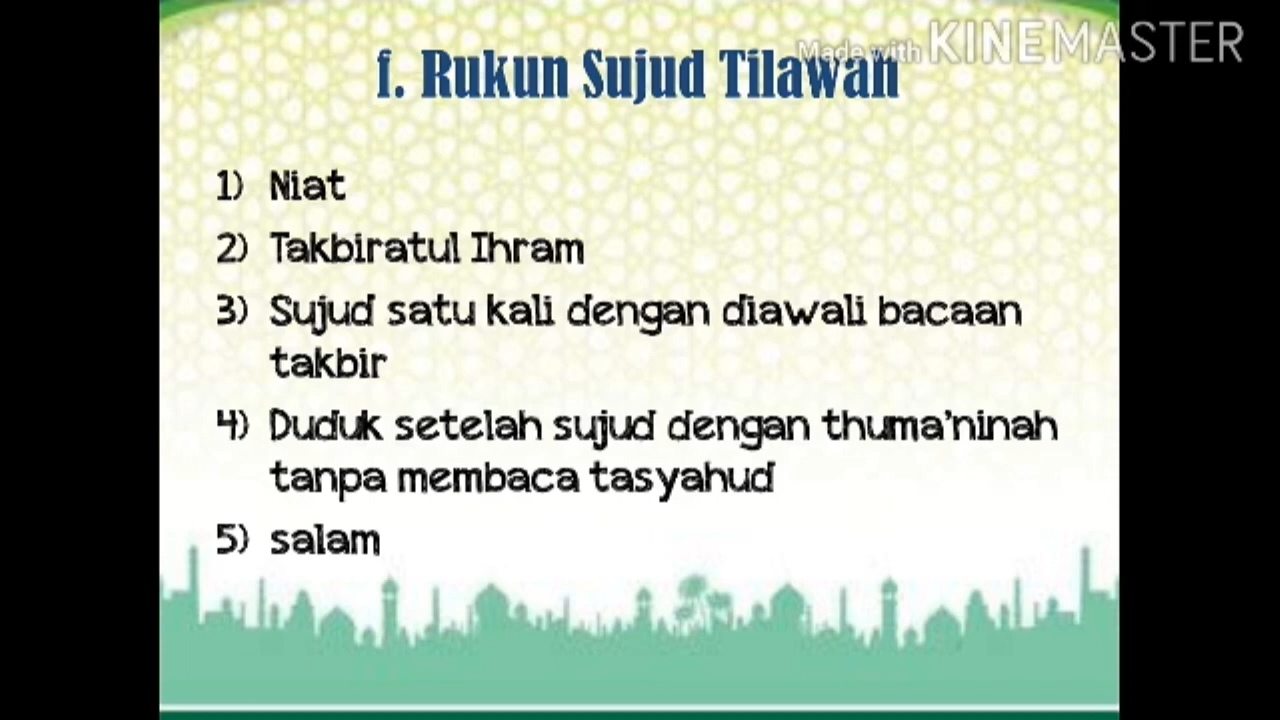 Made with KINEMASTER
f. Rukun Sujud Tilawah
1) Niat
2) Takbiratul Ihram
3) Sujud satu kali dengan diawali bacaan
takbir
4) Duduk setelah sujud dengan thuma'ninah
tanpa membaca tasyahud
5) salam